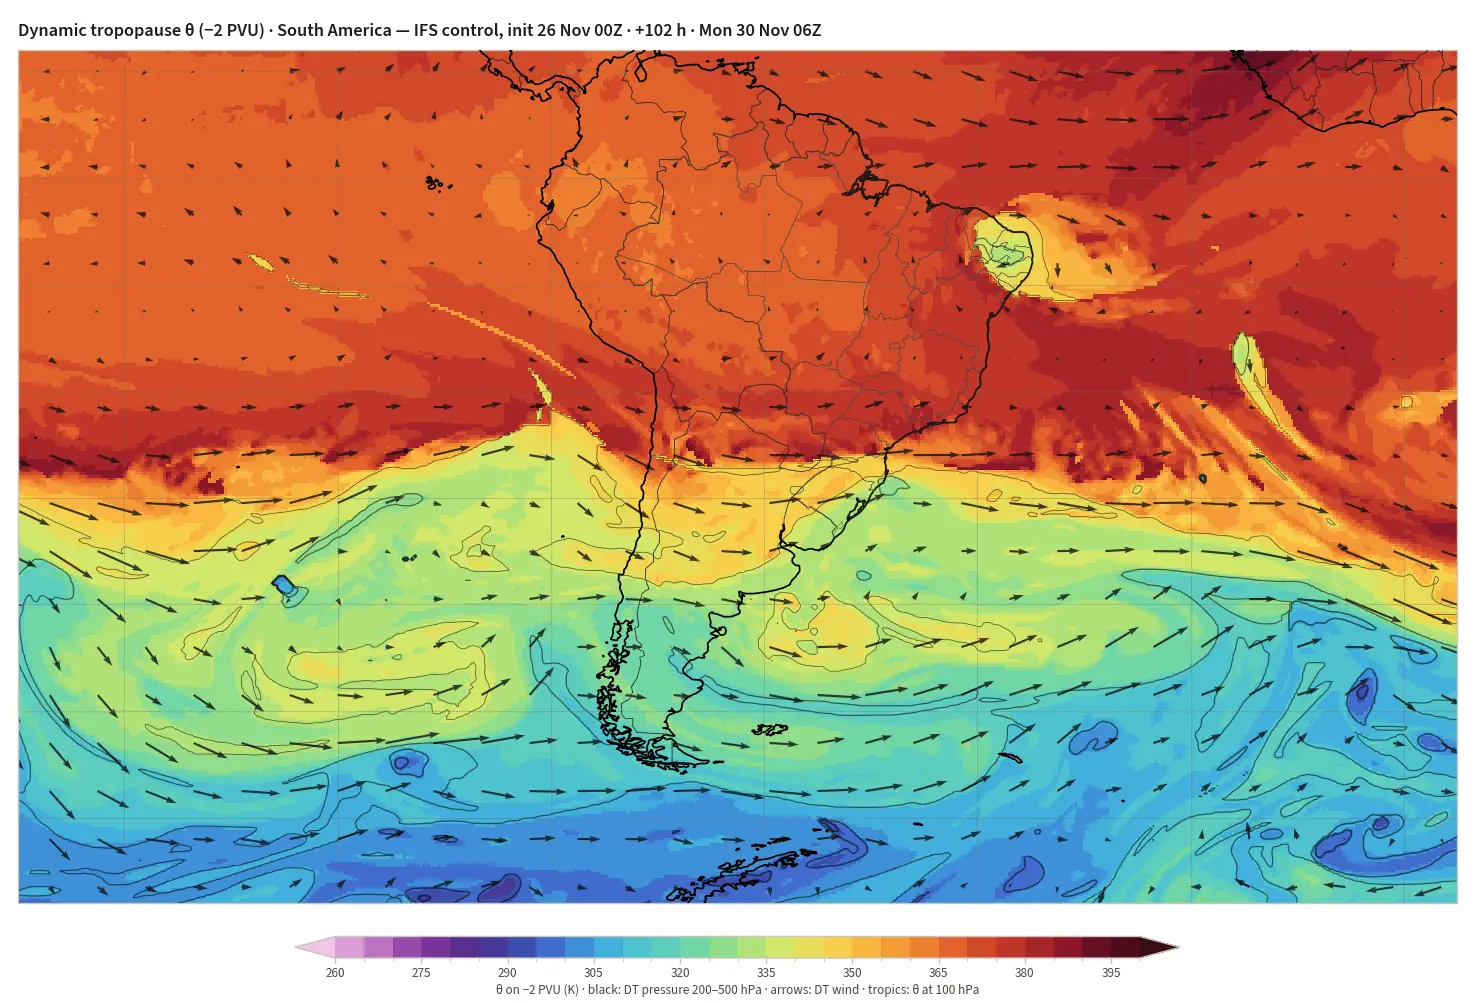 Dynamic tropopause θ (−2 PVU) · South America — IFS control, init 26 Nov 00Z · +102 h · Mon 30 Nov 06Z
260 275 290 305 320 335 350 365 380 395
θ on −2 PVU (K) · black: DT pressure 200–500 hPa · arrows: DT wind · tropics: θ at 100 hPa